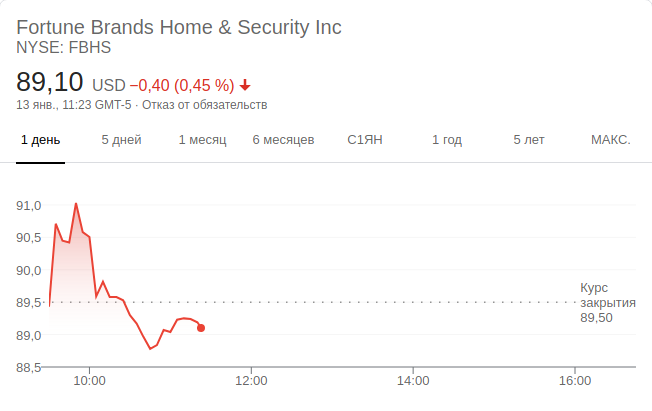 Fortune Brands Home & Security Inc
NYSE: FBHS
89,10 USD −0,40 (0,45 %)
13 янв., 11:23 GMT-5 · Отказ от обязательств
1 день 5 дней 1 месяц 6 месяцев С1ЯН 1 год 5 лет МАКС.
91,0
90,5
90,0
89,5
89,0
88,5
Курс
закрытия
89,50
10:00 12:00 14:00 16:00